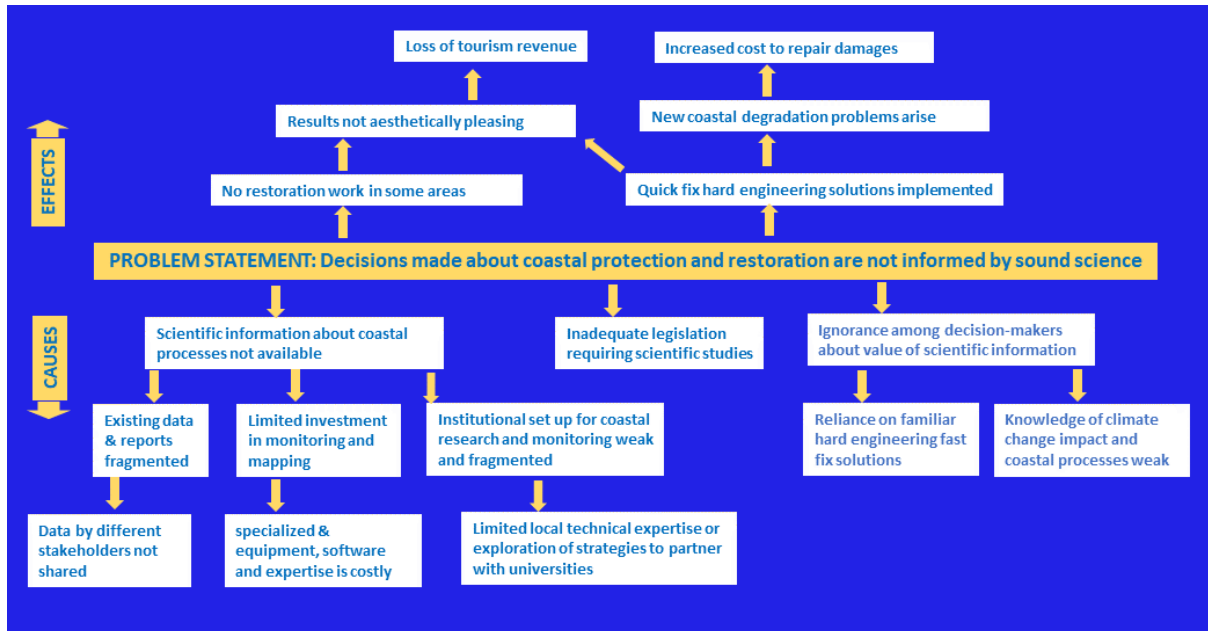 Loss of tourism revenue
Increased cost to repair damages
Results not aesthetically pleasing
New coastal degradation problems arise
EFFECTS
No restoration work in some areas
Quick fix hard engineering solutions implemented
PROBLEM STATEMENT: Decisions made about coastal protection and restoration are not informed by sound science
CAUSES
Scientific information about coastal
processes not available
Inadequate legislation
requiring scientific studies
Ignorance among decision-makers
about value of scientific information
Existing data
& reports
fragmented
Limited investment
in monitoring and
mapping
Institutional set up for coastal
research and monitoring weak
and fragmented
Reliance on familiar
hard engineering fast
fix solutions
Knowledge of climate
change impact and
coastal processes weak
Data by different
stakeholders not
shared
specialized &
equipment, software
and expertise is costly
Limited local technical expertise or
exploration of strategies to partner
with universities